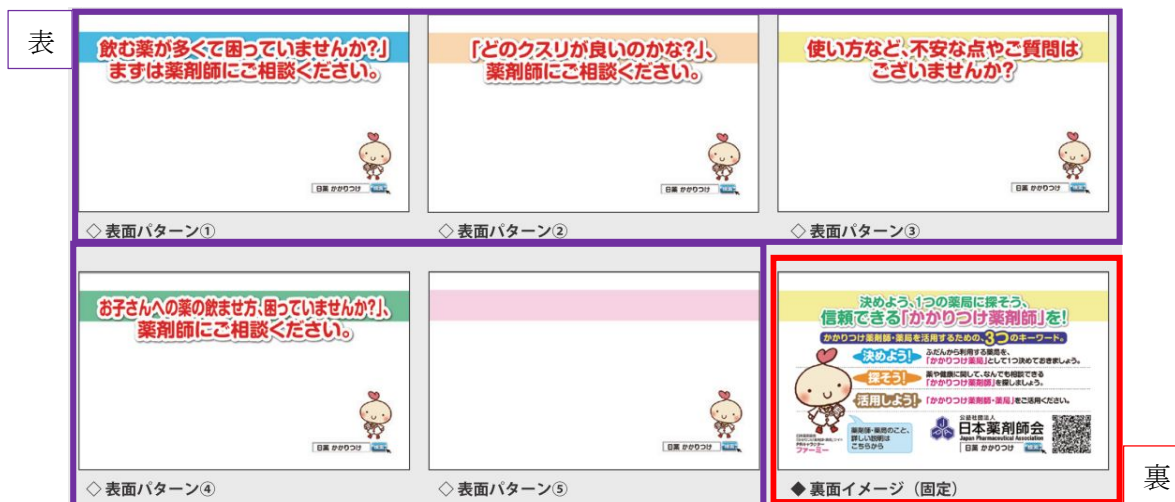 表
飲む薬が多くて困っていませんか?」
まずは薬剤師にご相談ください。
日薬 かかりつけ
◇ 表面パターン①
「どのクスリが良いのかな?」、
薬剤師にご相談ください。
日薬 かかりつけ
◇ 表面パターン②
使い方など、不安な点やご質問は
ございませんか?
日薬 かかりつけ
◇ 表面パターン③
お子さんへの薬の飲ませ方、困っていませんか?」、
薬剤師にご相談ください。
日薬 かかりつけ
◇ 表面パターン④
日薬 かかりつけ
◇ 表面パターン⑤
決めよう、1つの薬局に探そう、
信頼できる「かかりつけ薬剤師」を!
かかりつけ薬剤師・薬局を活用するための、3つのキーワード。
決めよう!
ふだんから利用する薬局を、
「かかりつけ薬局」として1つ決めておきましょう。
探そう!
薬や健康に関して、なんでも相談できる
「かかりつけ薬剤師」を探しましょう。
活用しよう!
「かかりつけ薬剤師・薬局」をご活用ください。
ファーミー
薬剤師・薬局のこと、
詳しい説明は
こちらから
公益社団法人
日本薬剤師会
Japan Pharmaceutical Association
日薬 かかりつけ
◆ 裏面イメージ（固定）
裏